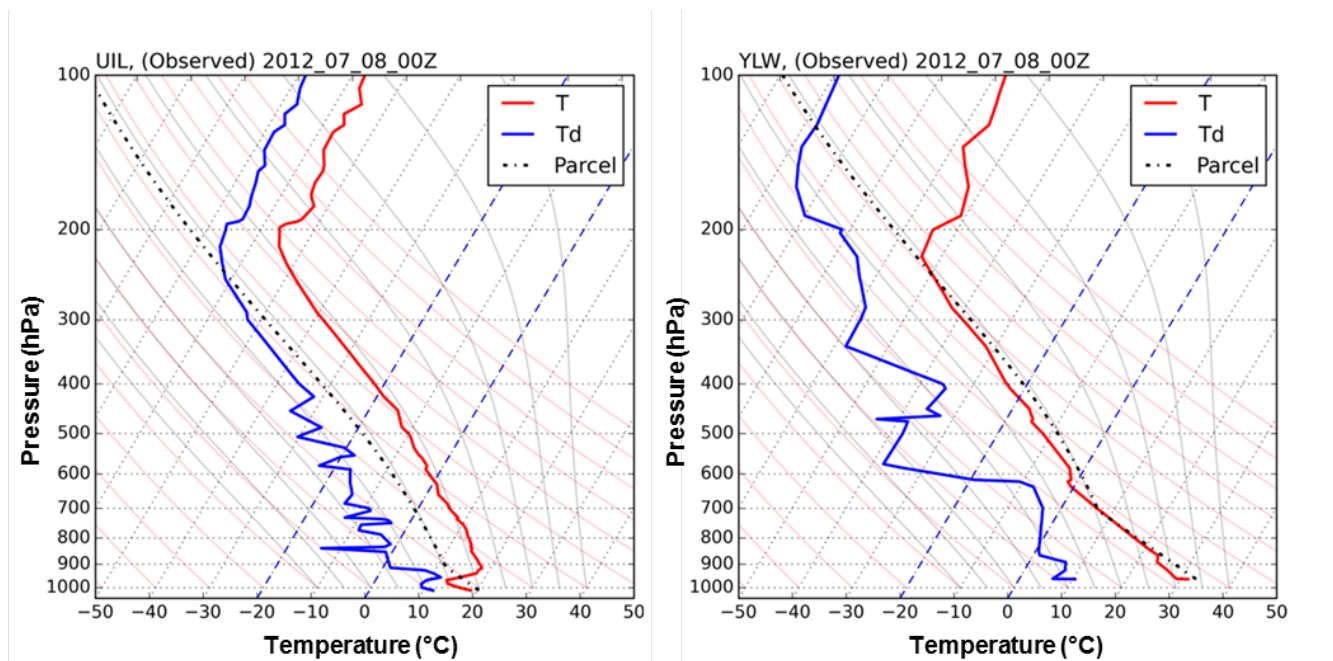 UIL, (Observed) 2012_07_08_00Z
100
200
300
400
500
600
700
800
900
1000
Pressure (hPa)
T
Td
Parcel
−50 −40 −30 −20 −10 0 10 20 30 40 50
Temperature (°C)
YLW, (Observed) 2012_07_08_00Z
100
200
300
400
500
600
700
800
900
1000
Pressure (hPa)
T
Td
Parcel
−50 −40 −30 −20 −10 0 10 20 30 40 50
Temperature (°C)